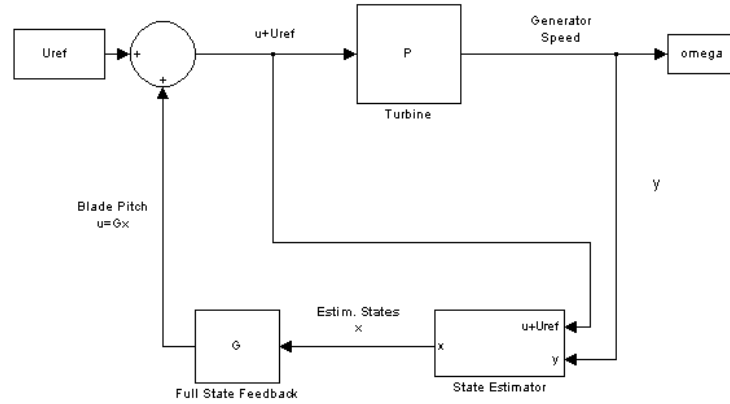 Uref
+
+
u+Uref
P
Turbine
Generator
Speed
omega
y
Blade Pitch
u=Gx
Estim. States
x
G
Full State Feedback
u+Uref
x
y
State Estimator